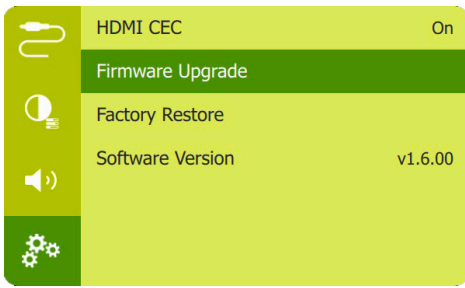 HDMI CEC On
Firmware Upgrade
Factory Restore
Software Version v1.6.00